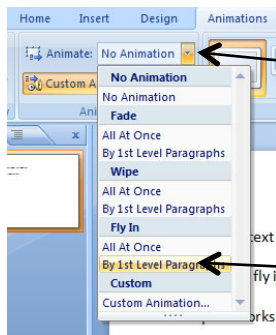 Home Insert Design Animations
Animate: No Animation
Custom A
No Animation
No Animation
Fade
All At Once
By 1st Level Paragraphs
Wipe
All At Once
By 1st Level Paragraphs
Fly In
All At Once
By 1st Level Paragraphs
Custom
Custom Animation...
Ani
x
text
fly i
orks